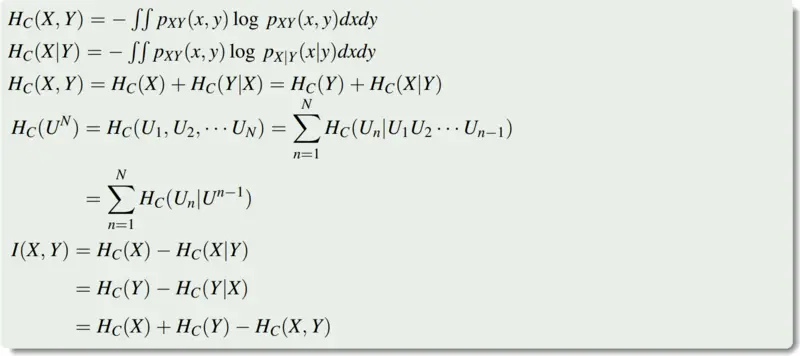 H_C(X,Y) = − ∬ p_{XY}(x,y) log p_{XY}(x,y)dxdy
H_C(X|Y) = − ∬ p_{XY}(x,y) log p_{X|Y}(x|y)dxdy
H_C(X,Y) = H_C(X) + H_C(Y|X) = H_C(Y) + H_C(X|Y)
H_C(U^N) = H_C(U_1, U_2, ⋯ U_N) = ∑_{n=1}^{N} H_C(U_n|U_1U_2 ⋯ U_{n−1})
= ∑_{n=1}^{N} H_C(U_n|U^{n−1})
I(X,Y) = H_C(X) − H_C(X|Y)
= H_C(Y) − H_C(Y|X)
= H_C(X) + H_C(Y) − H_C(X,Y)